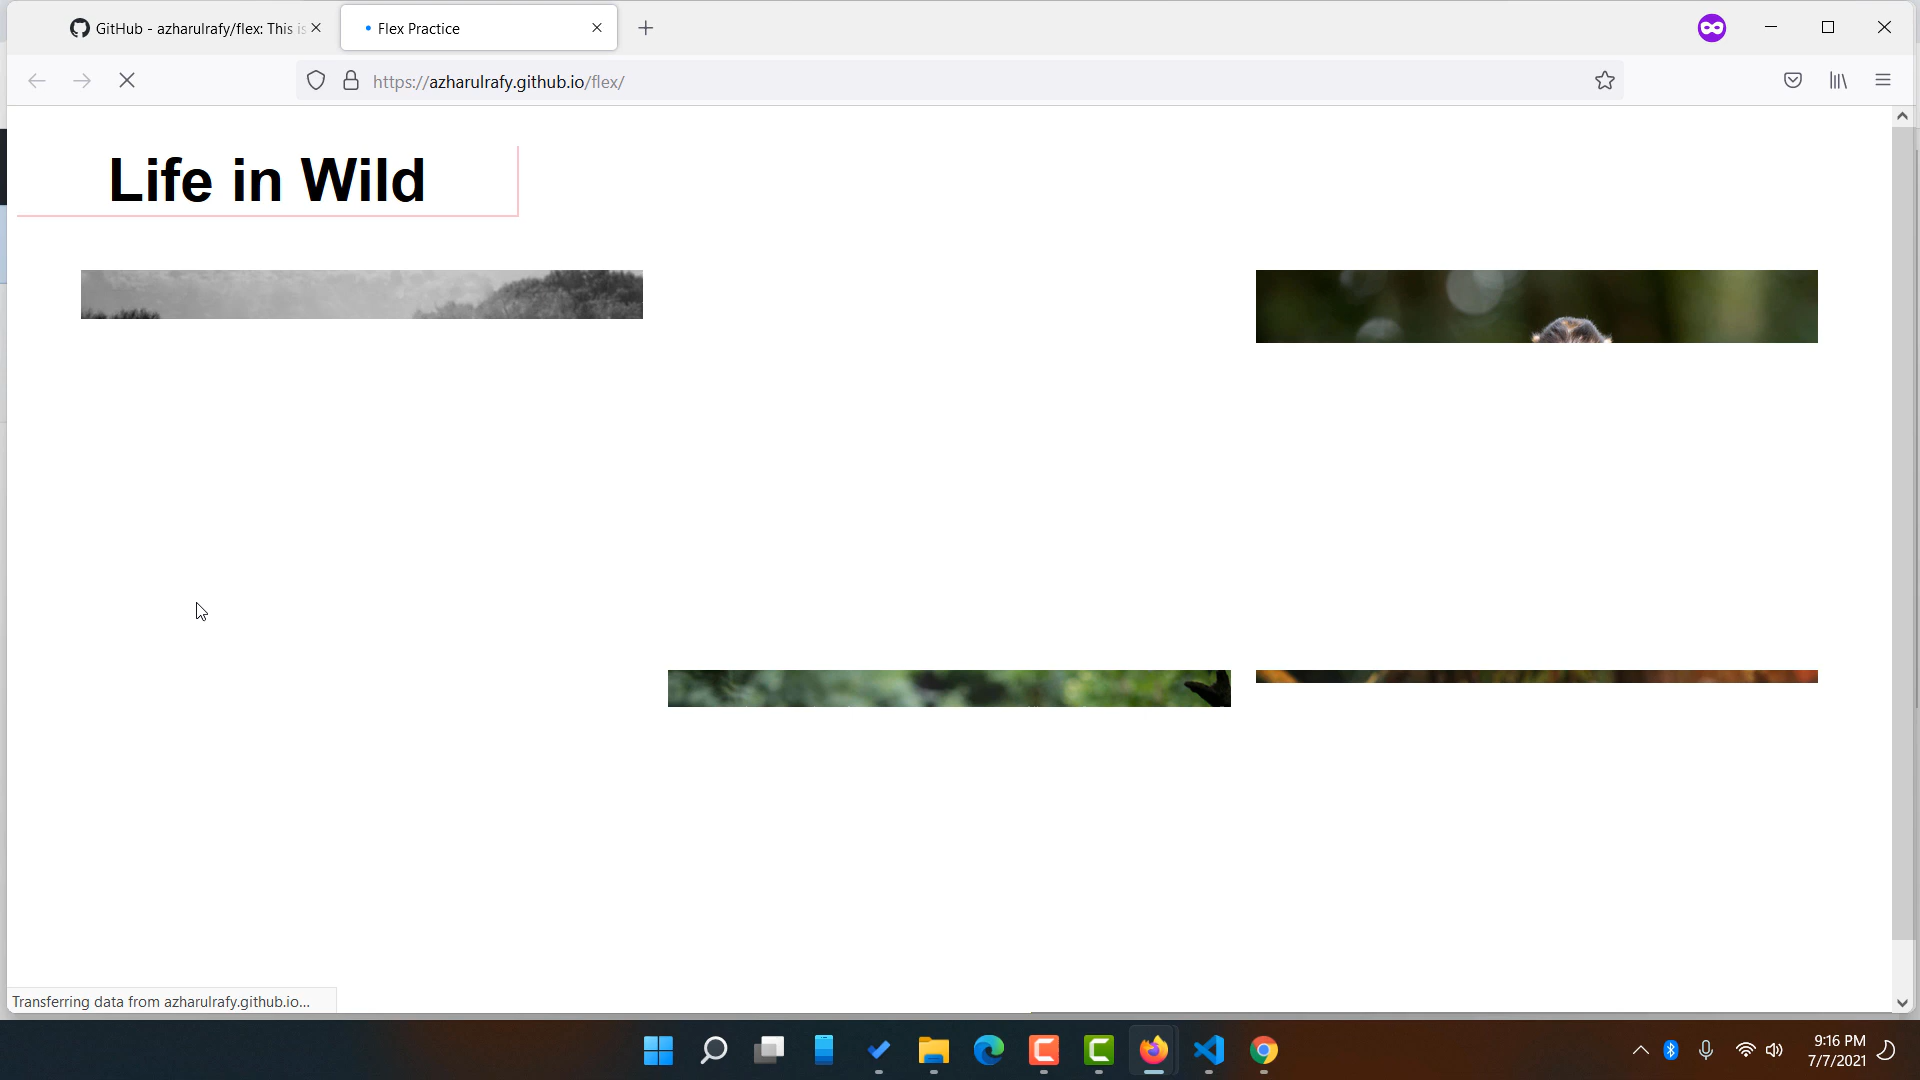 GitHub - azharulrafy/flex: This is
Flex Practice
https://azharulrafy.github.io/flex/
Life in Wild
Transferring data from azharulrafy.github.io...
9:16 PM
7/7/2021